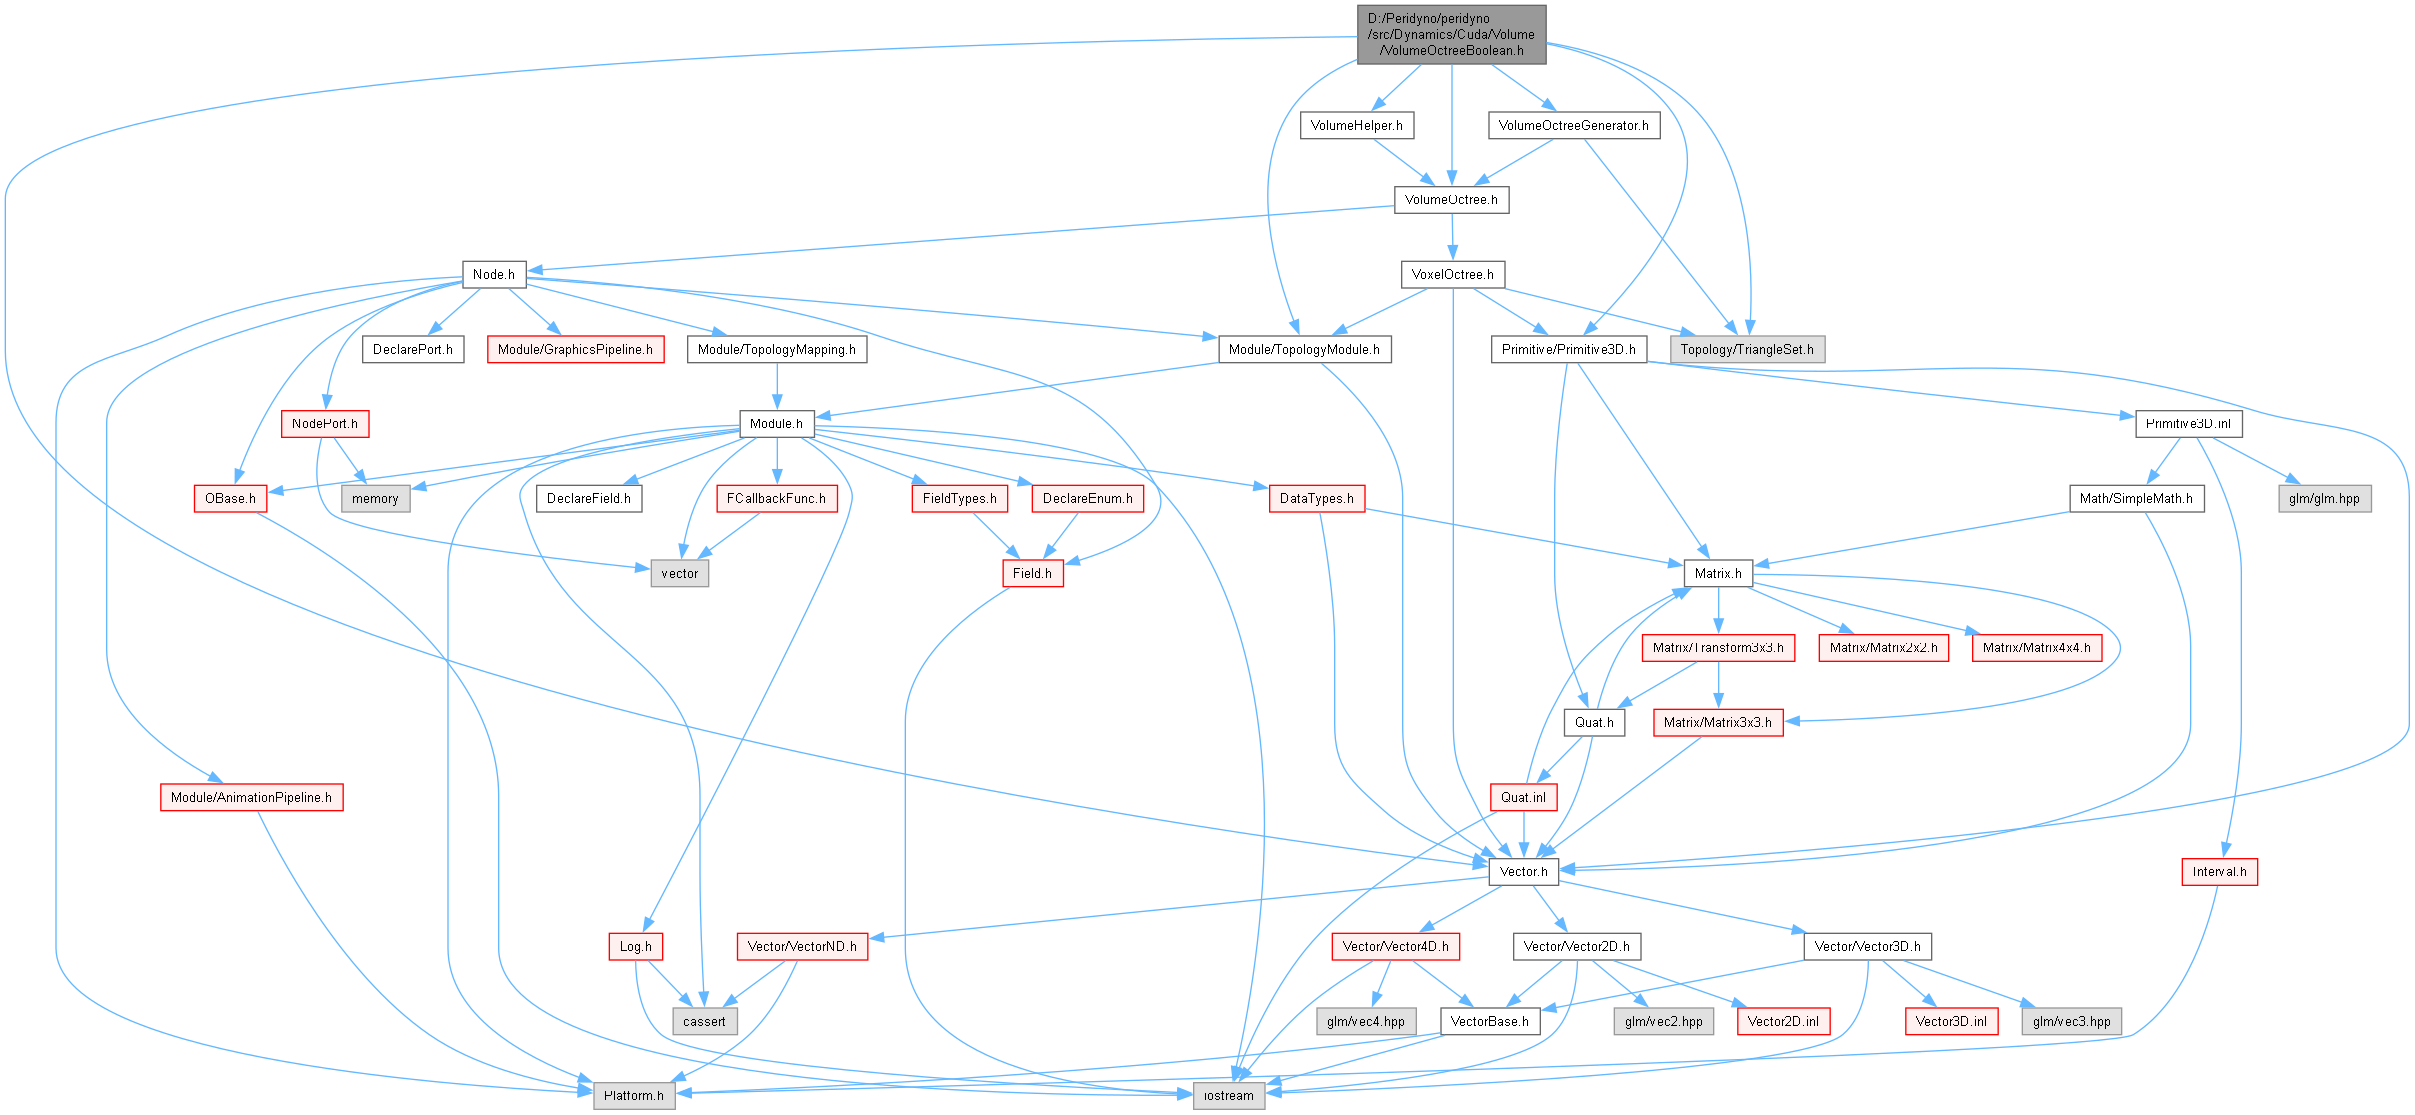 D:/Peridyno/peridyno
/src/Dynamics/Cuda/Volume
/VolumeOctreeBoolean.h
VolumeHelper.h
VolumeOctreeGenerator.h
VolumeOctree.h
Node.h
VoxelOctree.h
DeclarePort.h
Module/GraphicsPipeline.h
Module/TopologyMapping.h
Module/TopologyModule.h
Primitive/Primitive3D.h
Topology/TriangleSet.h
NodePort.h
Module.h
Primitive3D.inl
OBase.h
memory
DeclareField.h
FCallbackFunc.h
FieldTypes.h
DeclareEnum.h
DataTypes.h
Math/SimpleMath.h
glm/glm.hpp
vector
Field.h
Matrix.h
Matrix/Transform3x3.h
Matrix/Matrix2x2.h
Matrix/Matrix4x4.h
Quat.h
Matrix/Matrix3x3.h
Module/AnimationPipeline.h
Quat.inl
Vector.h
Interval.h
Log.h
Vector/VectorND.h
Vector/Vector4D.h
Vector/Vector2D.h
Vector/Vector3D.h
cassert
glm/vec4.hpp
VectorBase.h
glm/vec2.hpp
Vector2D.inl
Vector3D.inl
glm/vec3.hpp
Platform.h
iostream